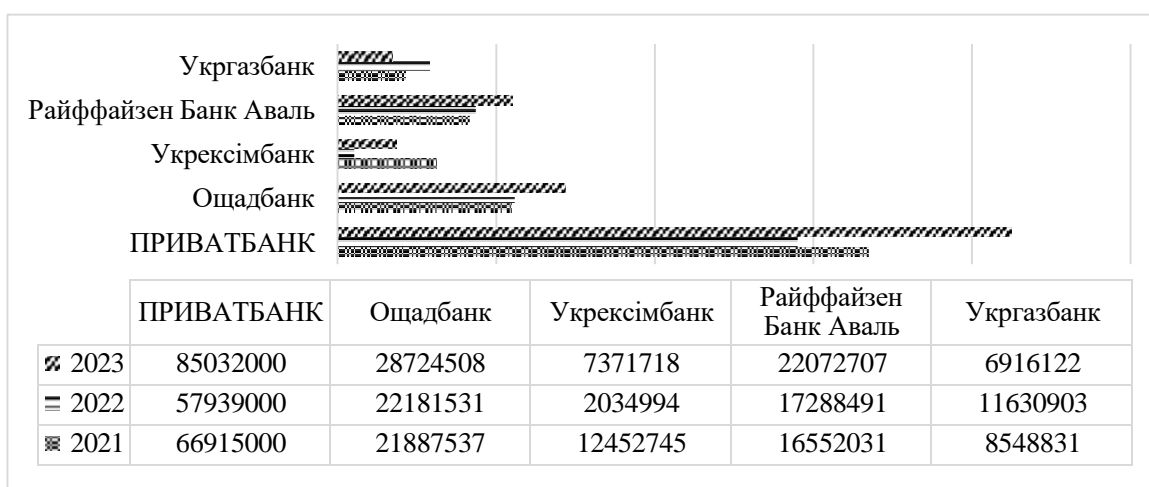 Укргазбанк
Райффайзен Банк Аваль
Укрексімбанк
Ощадбанк
ПРИВАТБАНК
ПРИВАТБАНК Ощадбанк Укрексімбанк Райффайзен Банк Аваль Укргазбанк
2023 85032000 28724508 7371718 22072707 6916122
2022 57939000 22181531 2034994 17288491 11630903
2021 66915000 21887537 12452745 16552031 8548831